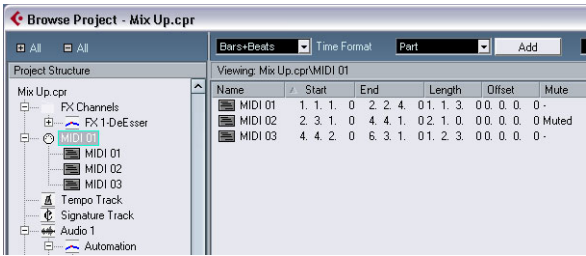 Browse Project - Mix Up.cpr
All All Bars+Beats Time Format Part Add
Project Structure Viewing: Mix Up.cpr\MIDI 01
Mix Up.cpr
FX Channels
FX 1-DeEsser
MIDI 01
MIDI 01
MIDI 02
MIDI 03
Tempo Track
Signature Track
Audio 1
Automation
Name Start End Length Offset Mute
MIDI 01 1. 1. 1. 0 2. 2. 4. 0 1. 1. 3. 0 0. 0. 0. 0 -
MIDI 02 2. 3. 1. 0 4. 4. 1. 0 2. 1. 0. 0 0. 0. 0. 0 Muted
MIDI 03 4. 4. 2. 0 6. 3. 1. 0 1. 2. 3. 0 0. 0. 0. 0 -